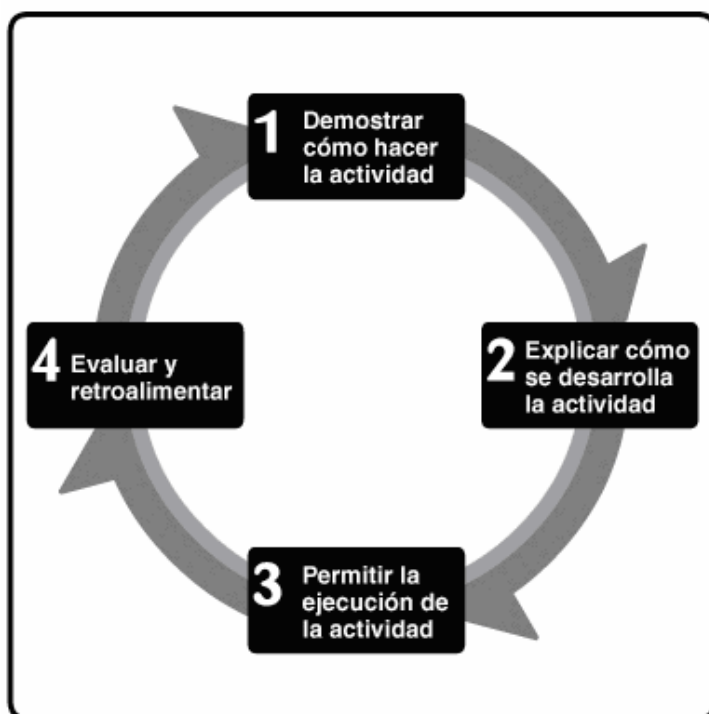 1 Demostrar
cómo hacer
la actividad
2 Explicar cómo
se desarrolla
la actividad
3 Permitir la
ejecución de
la actividad
4 Evaluar y
retroalimentar